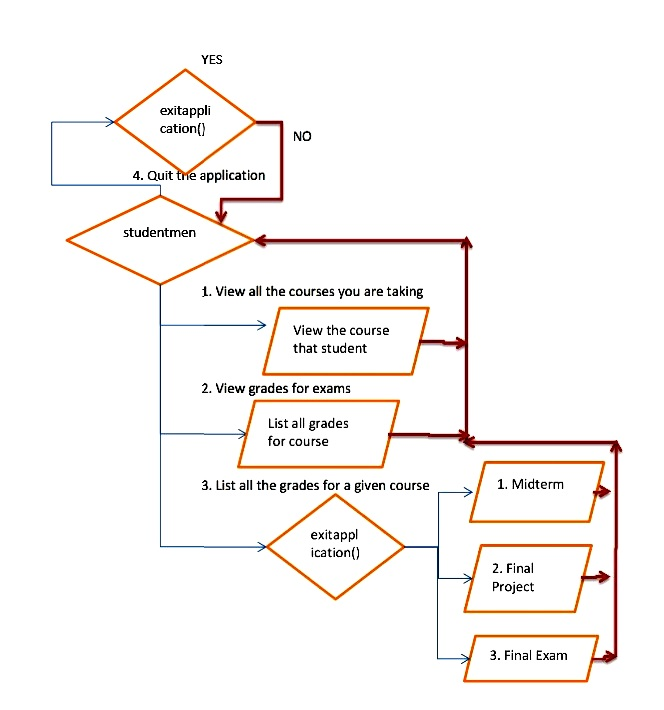 YES
exitappli
cation()
NO
4. Quit the application
studentmen
1. View all the courses you are taking
View the course
that student
2. View grades for exams
List all grades
for course
3. List all the grades for a given course
1. Midterm
exitappl
ication()
2. Final
Project
3. Final Exam